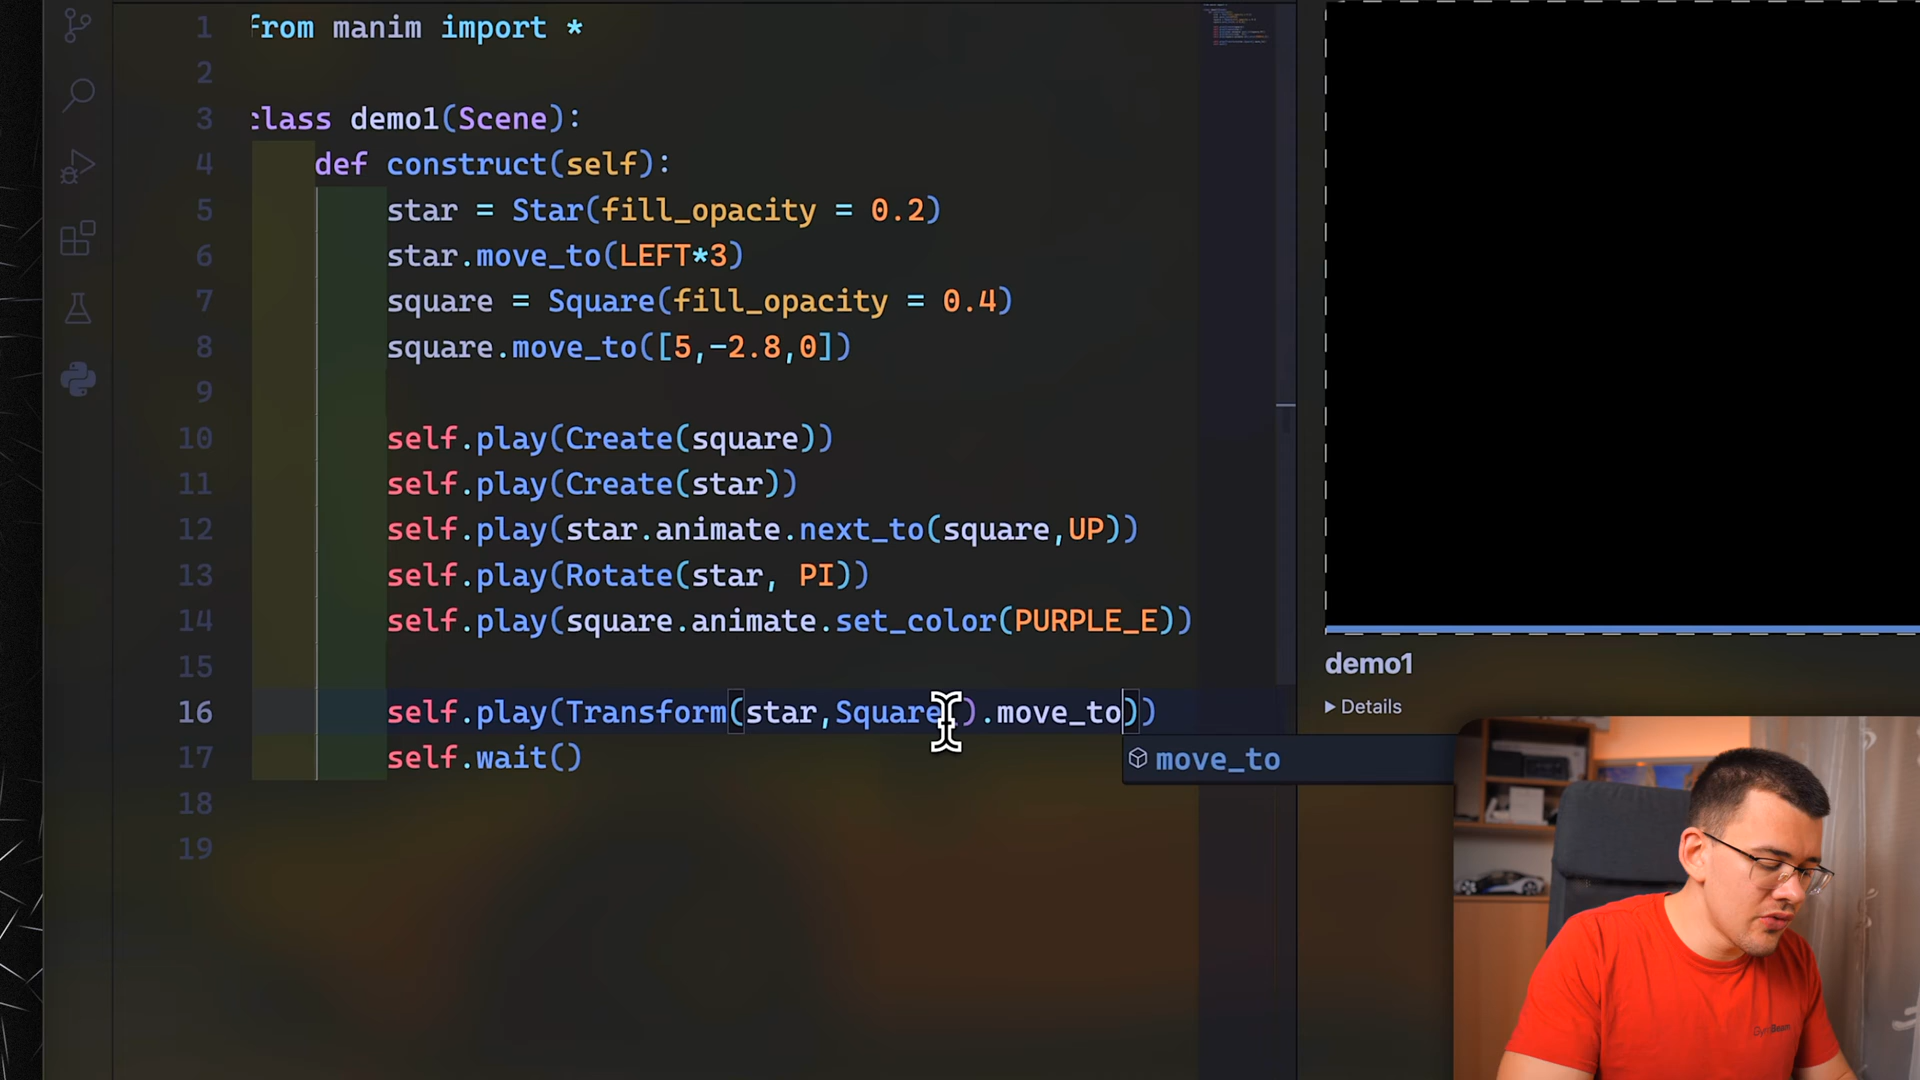 1 from manim import *
2
3 class demo1(Scene):
4 def construct(self):
5 star = Star(fill_opacity = 0.2)
6 star.move_to(LEFT*3)
7 square = Square(fill_opacity = 0.4)
8 square.move_to([5,-2.8,0])
9
10 self.play(Create(square))
11 self.play(Create(star))
12 self.play(star.animate.next_to(square,UP))
13 self.play(Rotate(star, PI))
14 self.play(square.animate.set_color(PURPLE_E))
15
16 self.play(Transform(star,Square().move_to))
move_to
17 self.wait()
18
19
demo1
Details